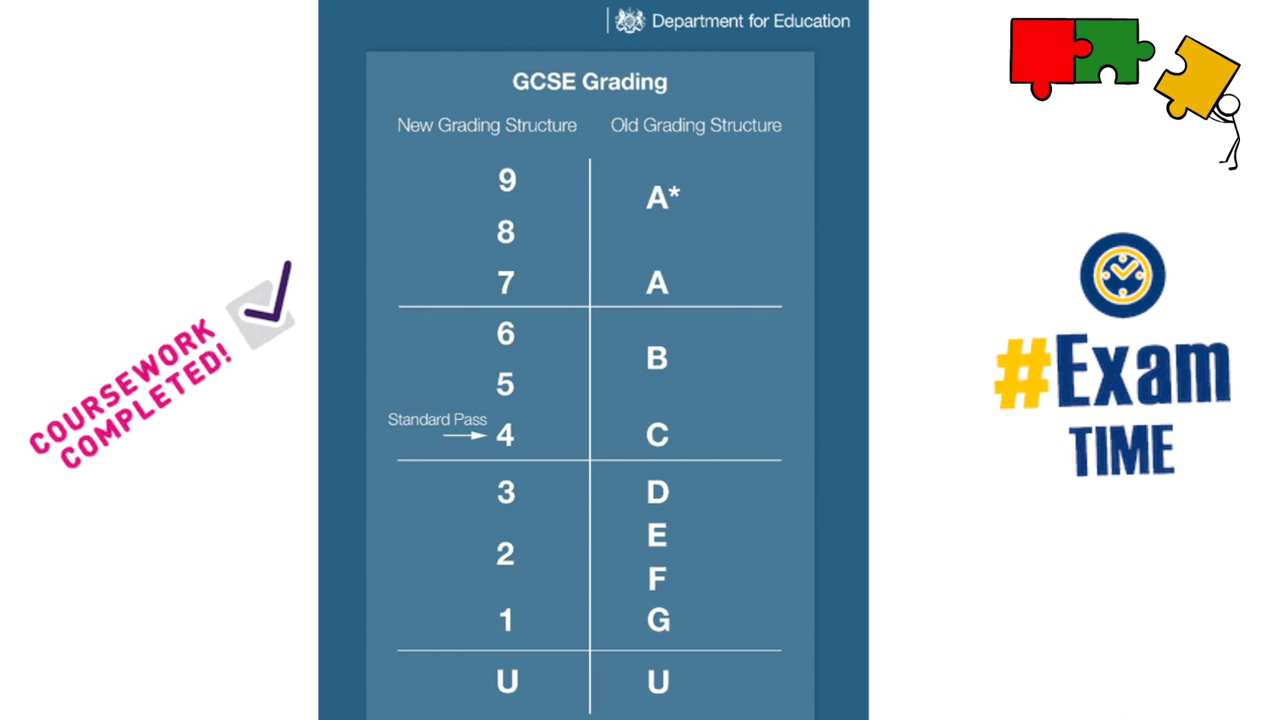 Department for Education
GCSE Grading
New Grading Structure Old Grading Structure
9
A*
8
7 A
6
B
5
Standard Pass
4 C
3 D
E
2
F
1 G
U U
COURSEWORK
COMPLETED!
#Exam
TIME